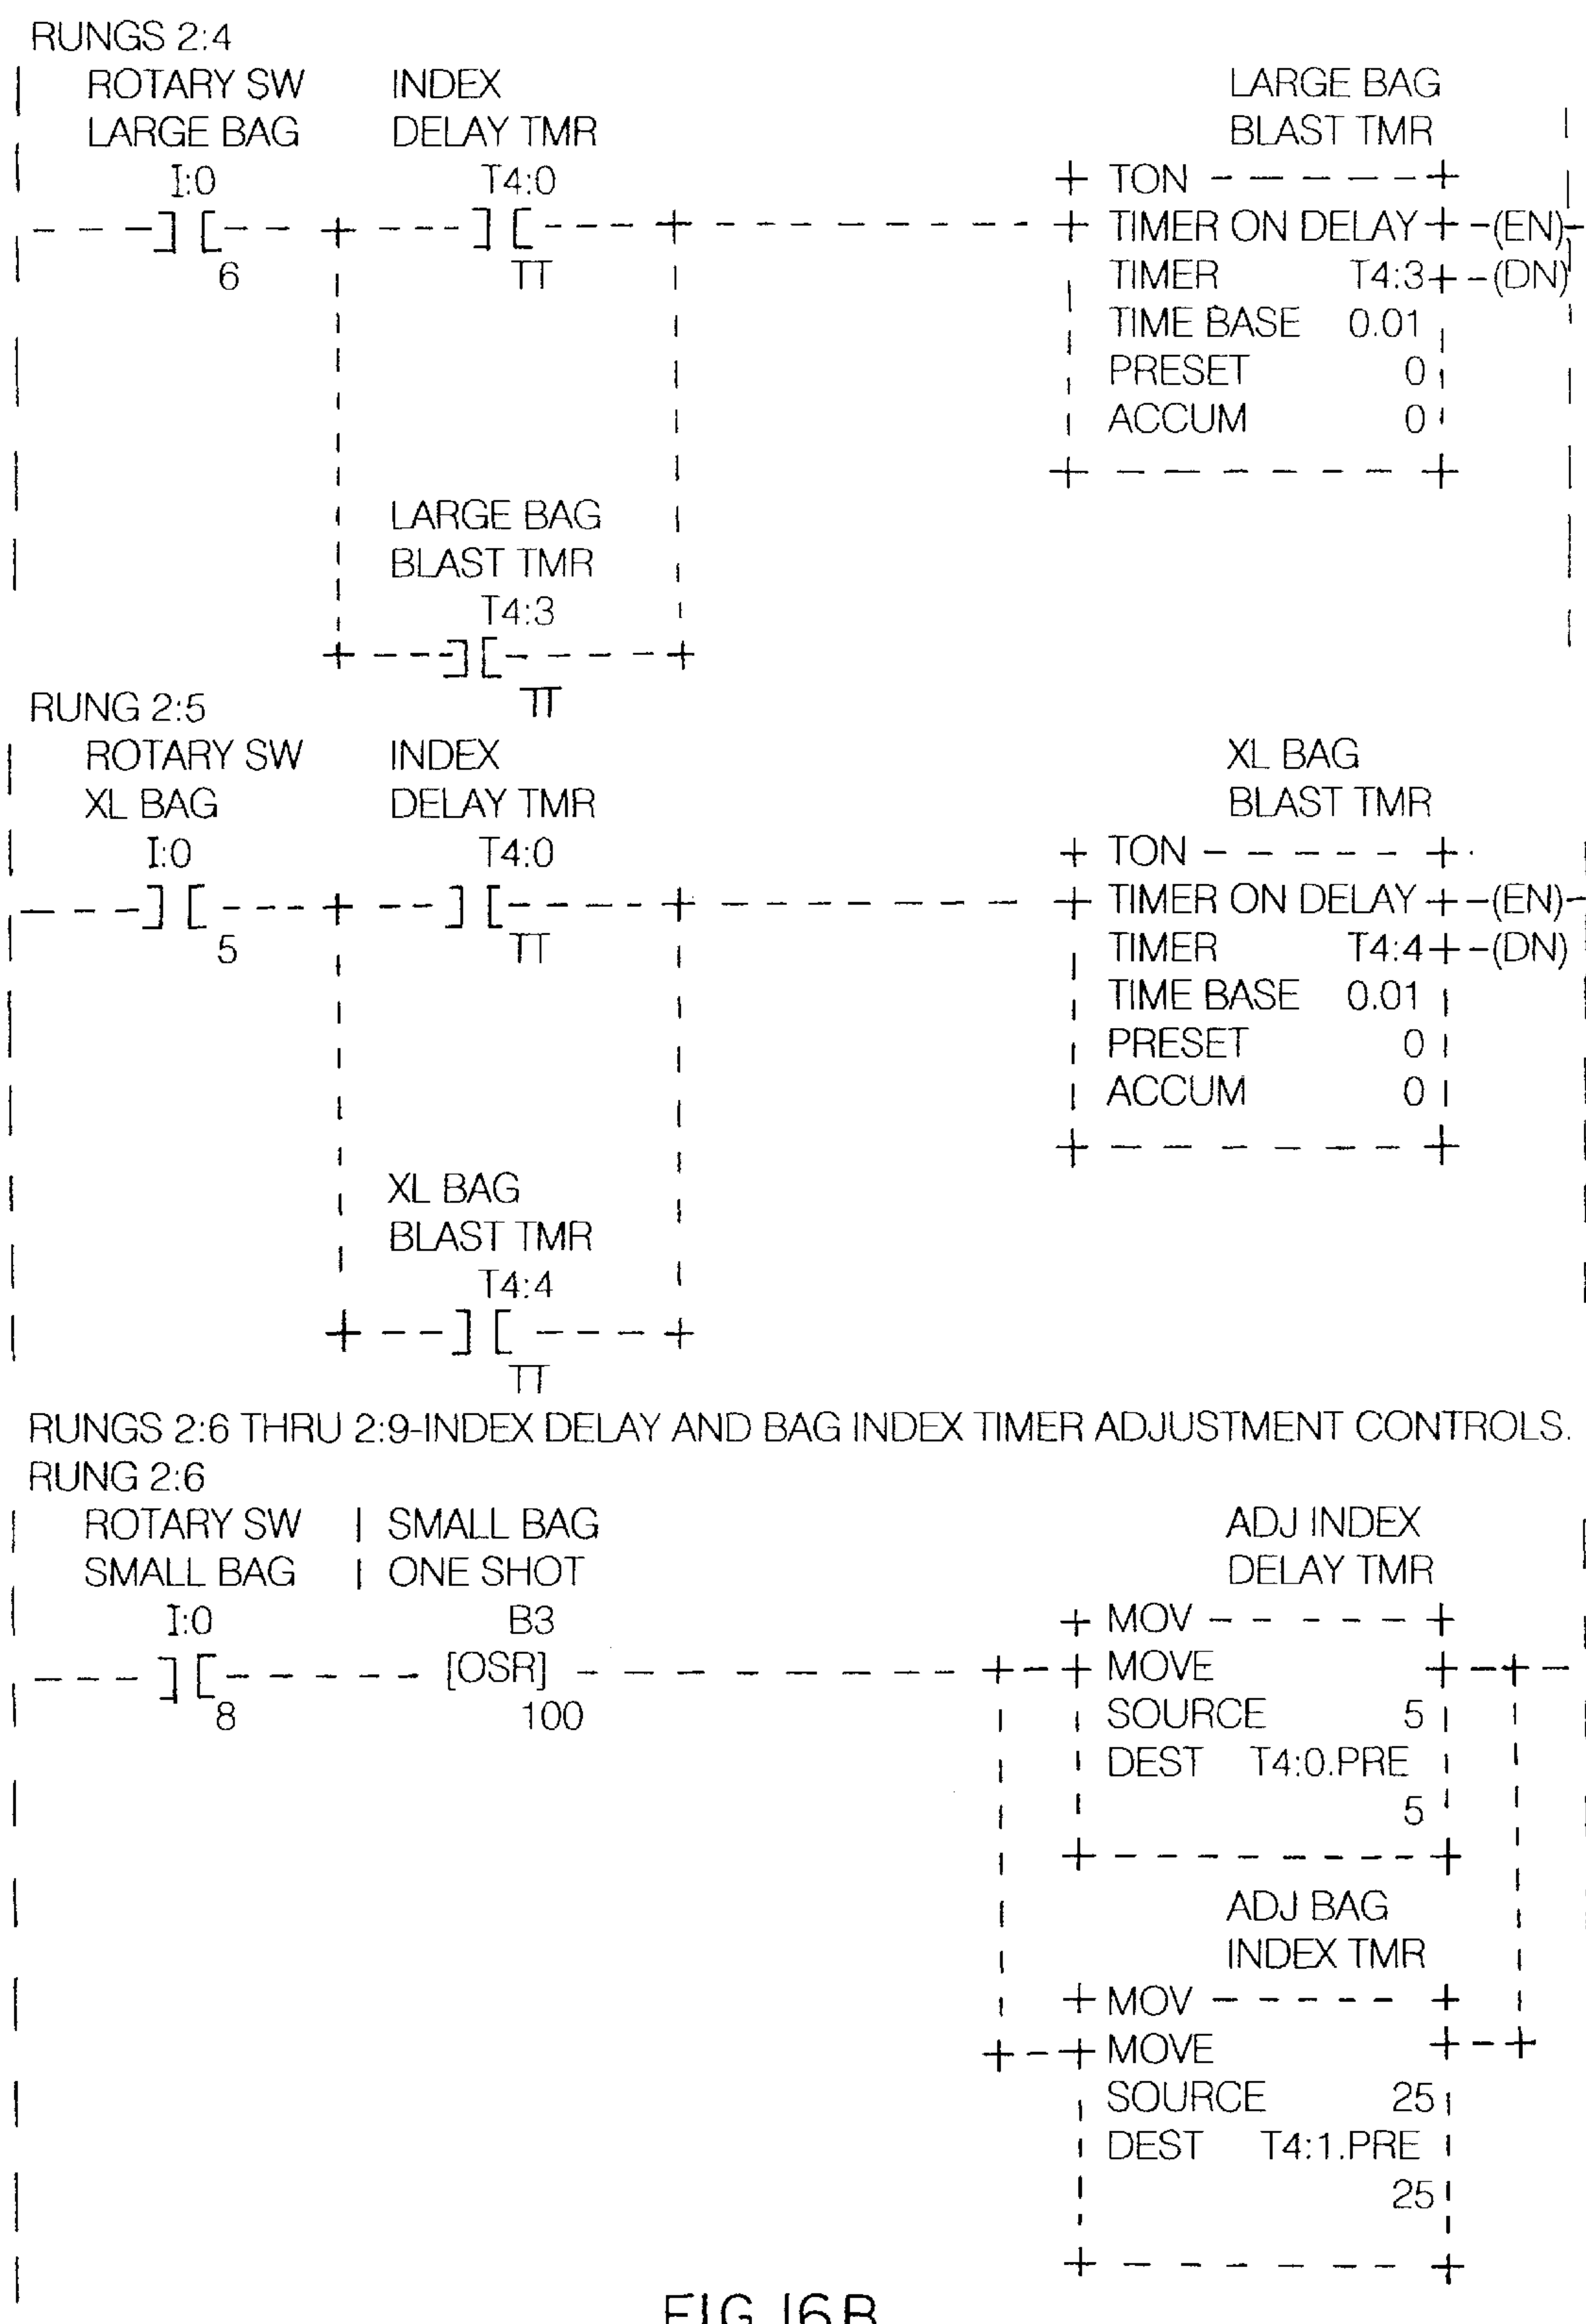 RUNGS 2:4
ROTARY SW INDEX LARGE BAG
LARGE BAG DELAY TMR BLAST TMR
I:0 T4:0 + TON - - - - - +
- - -] [- - + - - -] [- - - - + - - - - - - - - + TIMER ON DELAY + -(EN)-
6 TT TIMER T4:3 + -(DN)
TIME BASE 0.01
PRESET 0
ACCUM 0
+ - - - - - - - +
LARGE BAG
BLAST TMR
T4:3
+ - - -] [- - - - - +
TT
RUNG 2:5
ROTARY SW INDEX XL BAG
XL BAG DELAY TMR BLAST TMR
I:0 T4:0 + TON - - - - - +
- - -] [- - - + - -] [- - - - - + - - - - - - - - + TIMER ON DELAY + -(EN)-
5 TT TIMER T4:4 + -(DN)
TIME BASE 0.01
PRESET 0
ACCUM 0
+ - - - - - - - +
XL BAG
BLAST TMR
T4:4
+ - -] [ - - - - +
TT
RUNGS 2:6 THRU 2:9-INDEX DELAY AND BAG INDEX TIMER ADJUSTMENT CONTROLS.
RUNG 2:6
ROTARY SW | SMALL BAG ADJ INDEX
SMALL BAG | ONE SHOT DELAY TMR
I:0 B3 + MOV - - - - - +
- - -] [- - - - - [OSR] - - - - - - - - - + - + MOVE + - + -
8 100 SOURCE 5
DEST T4:0.PRE
5
+ - - - - - - - - +
ADJ BAG
INDEX TMR
+ MOV - - - - - +
+ - + MOVE + - - +
SOURCE 25
DEST T4:1.PRE
25
+ - - - - - - +
FIG.16B